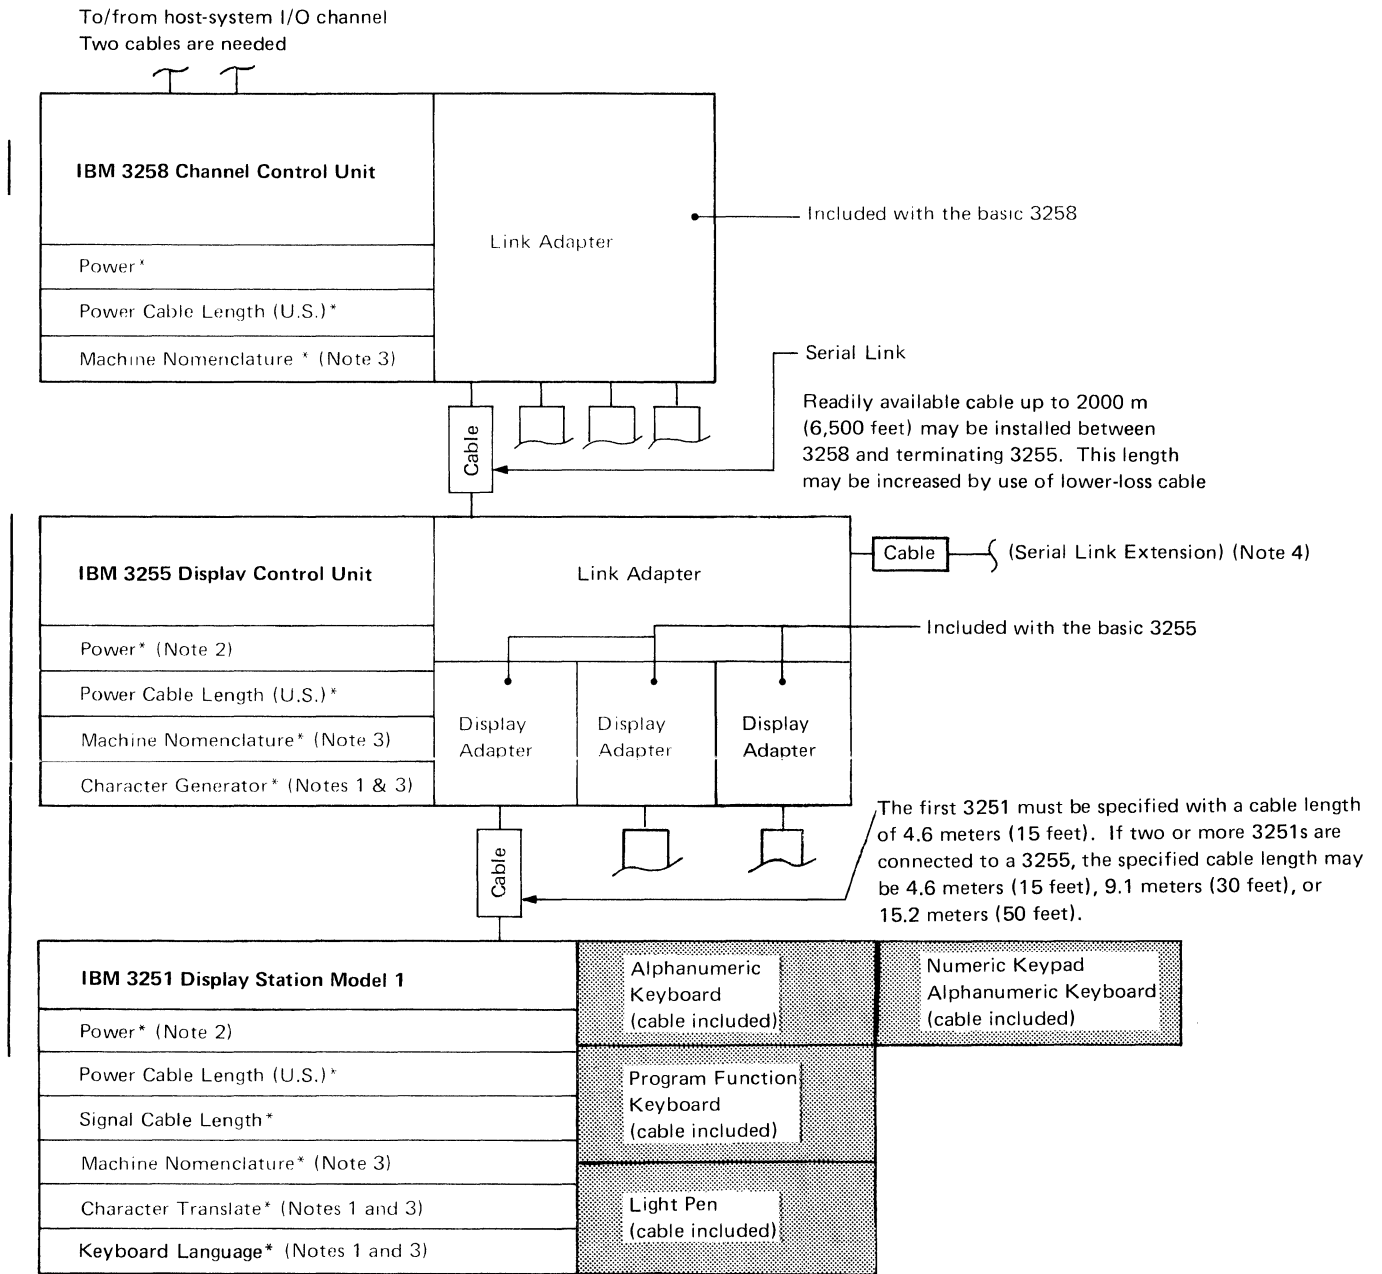 To/from host-system I/O channel
Two cables are needed
IBM 3258 Channel Control Unit
Link Adapter
Included with the basic 3258
Power*
Power Cable Length (U.S.)*
Machine Nomenclature * (Note 3)
Serial Link
Readily available cable up to 2000 m
(6,500 feet) may be installed between
3258 and terminating 3255. This length
may be increased by use of lower-loss cable
Cable
IBM 3255 Display Control Unit
Link Adapter
Cable
(Serial Link Extension) (Note 4)
Included with the basic 3255
Power* (Note 2)
Power Cable Length (U.S.)*
Machine Nomenclature* (Note 3)
Character Generator* (Notes 1 & 3)
Display
Adapter
Display
Adapter
Display
Adapter
The first 3251 must be specified with a cable length
of 4.6 meters (15 feet). If two or more 3251s are
connected to a 3255, the specified cable length may
be 4.6 meters (15 feet), 9.1 meters (30 feet), or
15.2 meters (50 feet).
Cable
IBM 3251 Display Station Model 1
Power* (Note 2)
Power Cable Length (U.S.)*
Signal Cable Length*
Machine Nomenclature* (Note 3)
Character Translate* (Notes 1 and 3)
Keyboard Language* (Notes 1 and 3)
Alphanumeric
Keyboard
(cable included)
Numeric Keypad
Alphanumeric Keyboard
(cable included)
Program Function
Keyboard
(cable included)
Light Pen
(cable included)